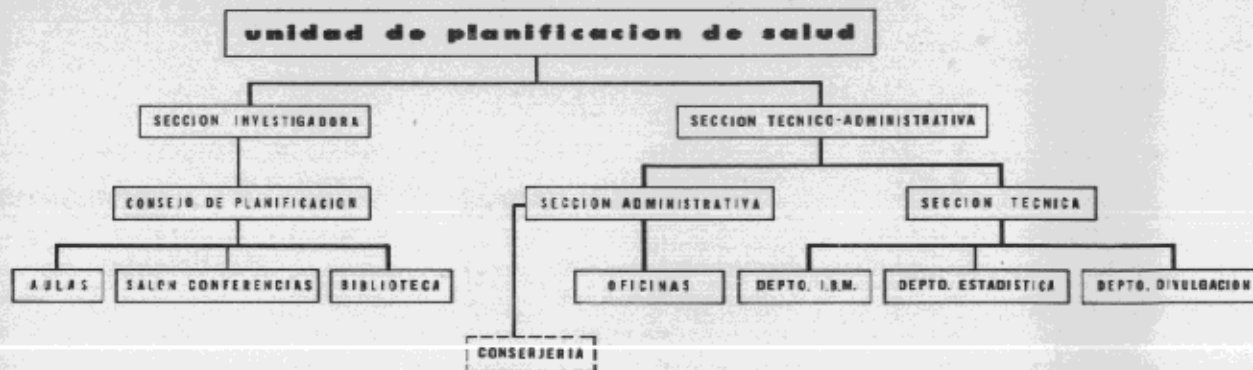 unidad de planificacion de salud
SECCION INVESTIGADORA
SECCION TECNICO-ADMINISTRATIVA
CONSEJO DE PLANIFICACION
SECCION ADMINISTRATIVA
SECCION TECNICA
AULAS
SALON CONFERENCIAS
BIBLIOTECA
OFICINAS
DEPTO. I.B.M.
DEPTO. ESTADISTICA
DEPTO. DIVULGACION
CONSERJERIA